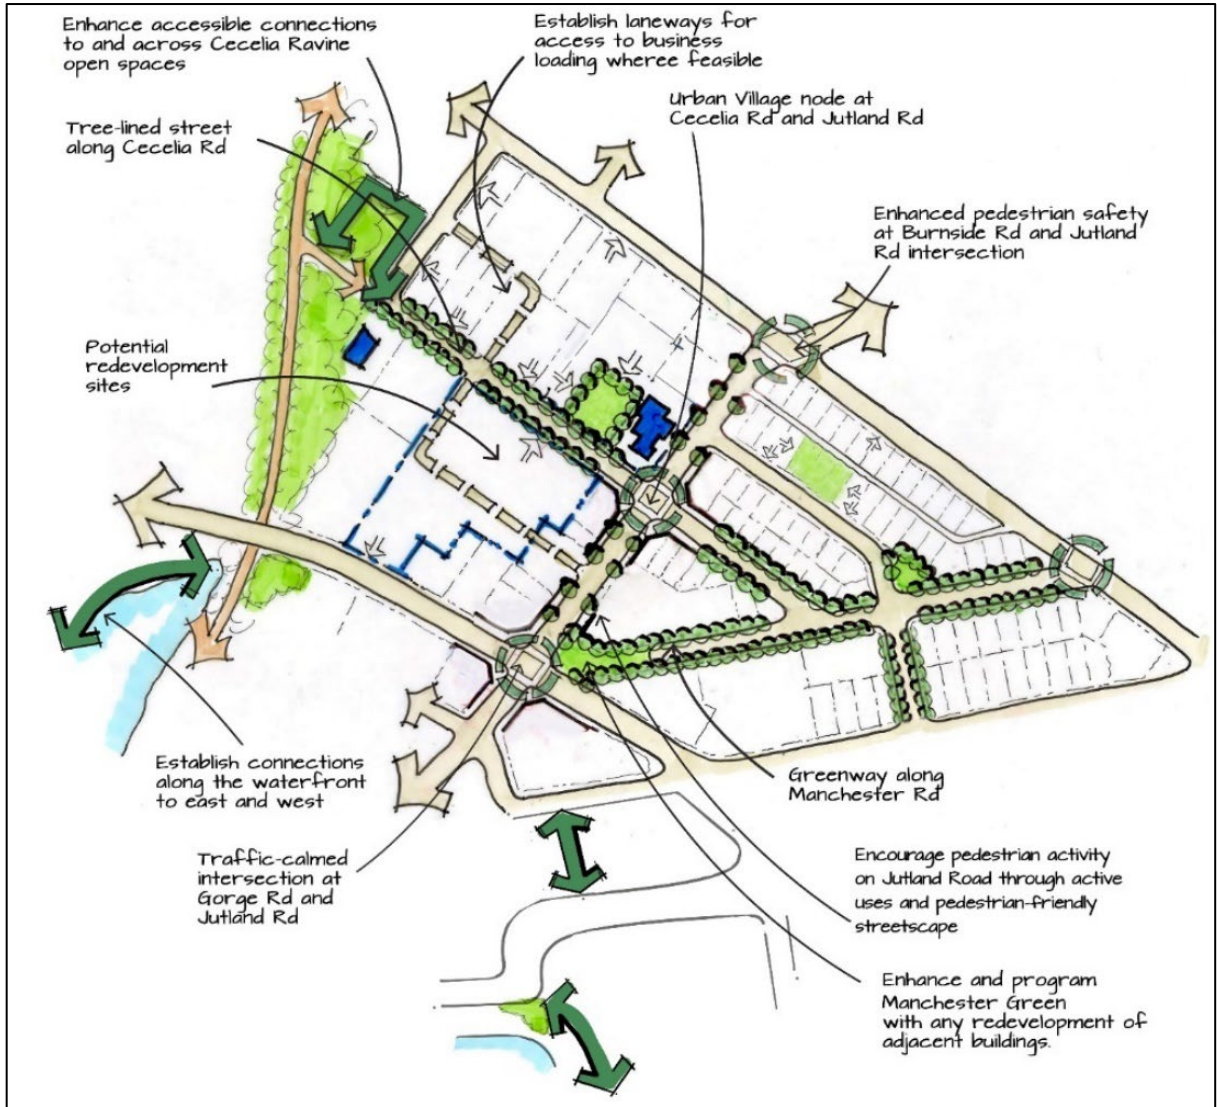 Enhance accessible connections
to and across Cecelia Ravine
open spaces
Establish laneways for
access to business
loading wheree feasible
Urban Village node at
Cecelia Rd and Jutland Rd
Tree-lined street
along Cecelia Rd
Enhanced pedestrian safety
at Burnside Rd and Jutland
Rd intersection
Potential
redevelopment
sites
Establish connections
along the waterfront
to east and west
Greenway along
Manchester Rd
Traffic-calmed
intersection at
Gorge Rd and
Jutland Rd
Encourage pedestrian activity
on Jutland Road through active
uses and pedestrian-friendly
streetscape
Enhance and program
Manchester Green
with any redevelopment of
adjacent buildings.